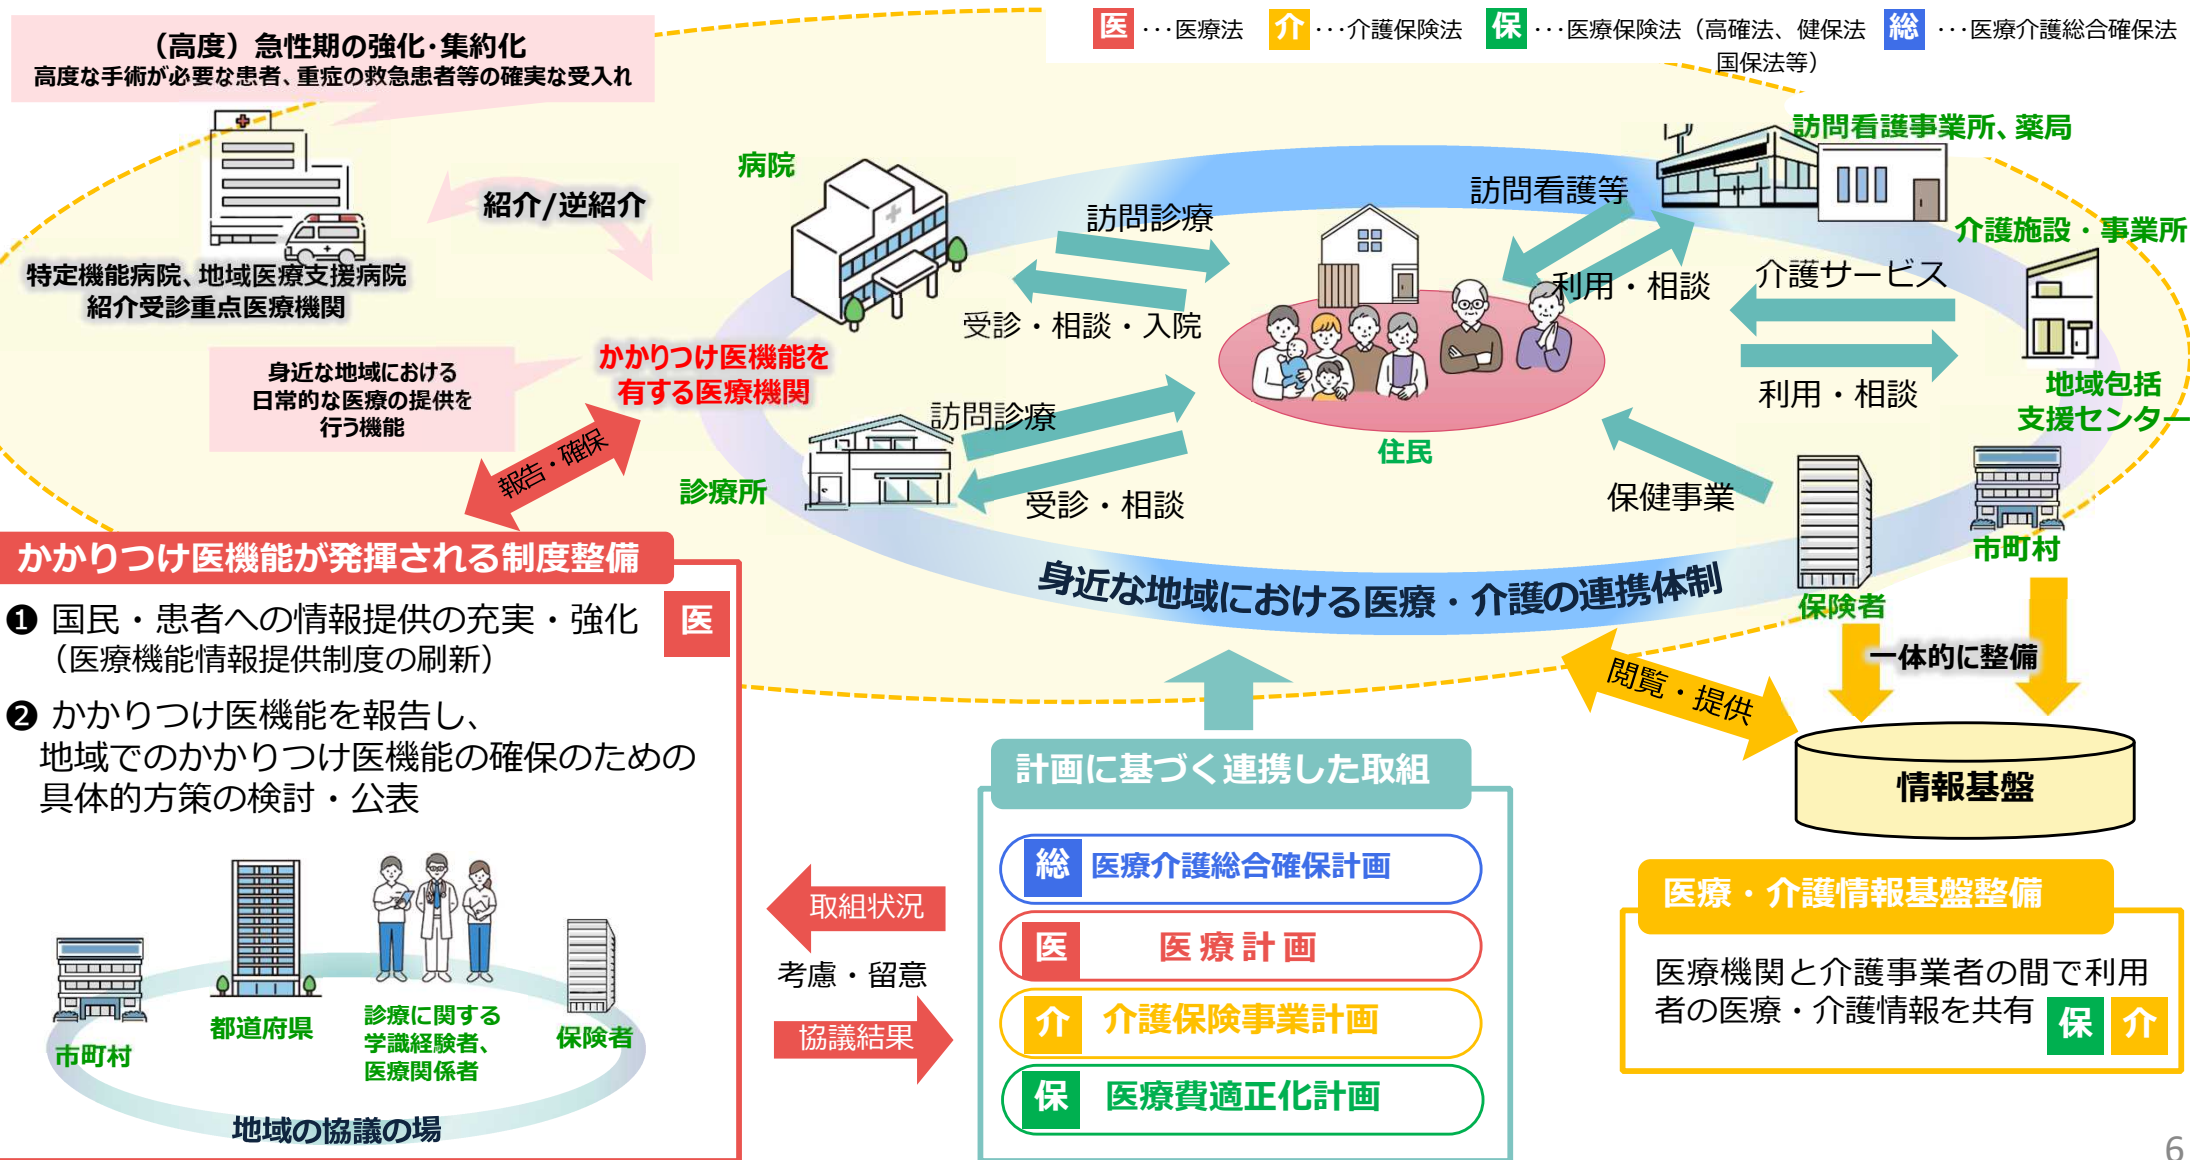 （高度）急性期の強化・集約化
高度な手術が必要な患者、重症の救急患者等の確実な受入れ
医 ･･･医療法 介 ･･･介護保険法 保 ･･･医療保険法（高確法、健保法 総 ･･･医療介護総合確保法
国保法等）
訪問看護事業所、薬局
病院
紹介/逆紹介
訪問診療
訪問看護等
介護施設・事業所
特定機能病院、地域医療支援病院
紹介受診重点医療機関
利用・相談
介護サービス
受診・相談・入院
かかりつけ医機能を
有する医療機関
身近な地域における
日常的な医療の提供を
行う機能
利用・相談
地域包括
支援センター
訪問診療
住民
報告・確保
診療所
受診・相談
保健事業
市町村
保険者
身近な地域における医療・介護の連携体制
一体的に整備
閲覧・提供
情報基盤
かかりつけ医機能が発揮される制度整備
❶ 国民・患者への情報提供の充実・強化 医
（医療機能情報提供制度の刷新）
❷ かかりつけ医機能を報告し、
地域でのかかりつけ医機能の確保のための
具体的方策の検討・公表
市町村
都道府県
診療に関する
学識経験者、
医療関係者
保険者
地域の協議の場
取組状況
考慮・留意
協議結果
計画に基づく連携した取組
総 医療介護総合確保計画
医 医療計画
介 介護保険事業計画
保 医療費適正化計画
医療・介護情報基盤整備
医療機関と介護事業者の間で利用
者の医療・介護情報を共有 保 介
6